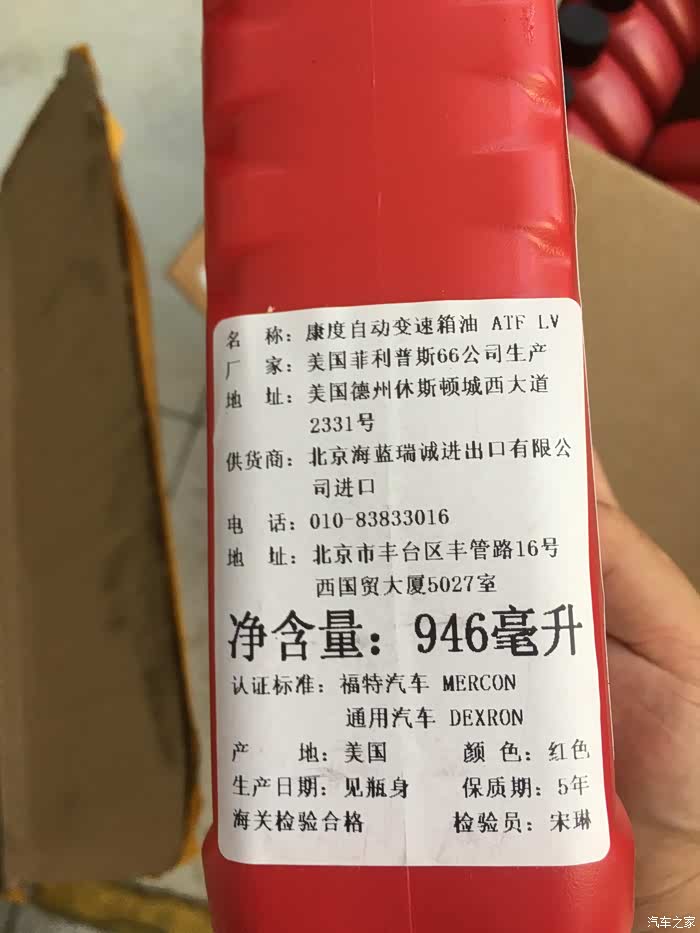 名 称: 康度自动变速箱油 ATF LV
厂 家: 美国菲利普斯66公司生产
地 址: 美国德州休斯顿城西大道
2331号
供货商: 北京海蓝瑞诚进出口有限公
司进口
电 话: 010-83833016
地 址: 北京市丰台区丰管路16号
西国贸大厦5027室
净含量: 946毫升
认证标准: 福特汽车 MERCON
通用汽车 DEXRON
产 地: 美国 颜 色: 红色
生产日期: 见瓶身 保质期: 5年
海关检验合格 检验员: 宋琳
汽车之家